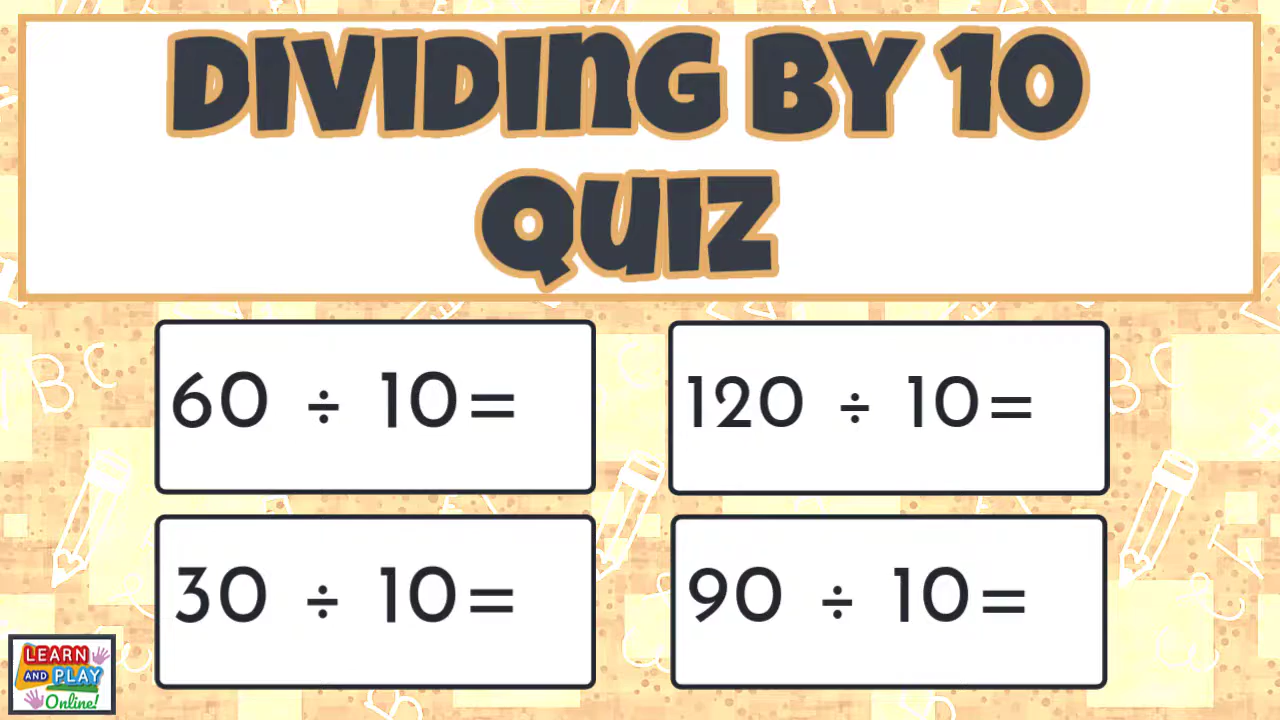 DIVIDING BY 10
QUIZ
60 ÷ 10=
120 ÷ 10=
30 ÷ 10=
90 ÷ 10=
LEARN
AND PLAY
Online!